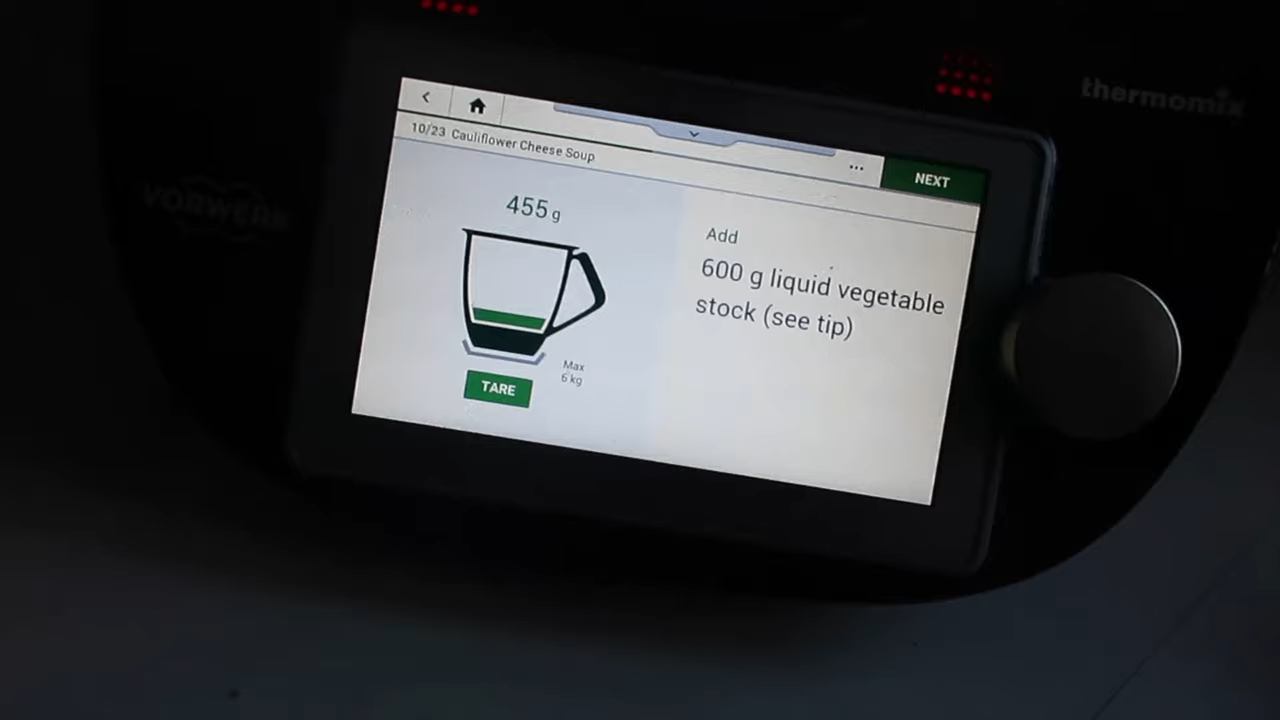 thermomix
VORWERK
10/23 Cauliflower Cheese Soup
NEXT
455 g
Add
600 g liquid vegetable
stock (see tip)
Max
6 kg
TARE